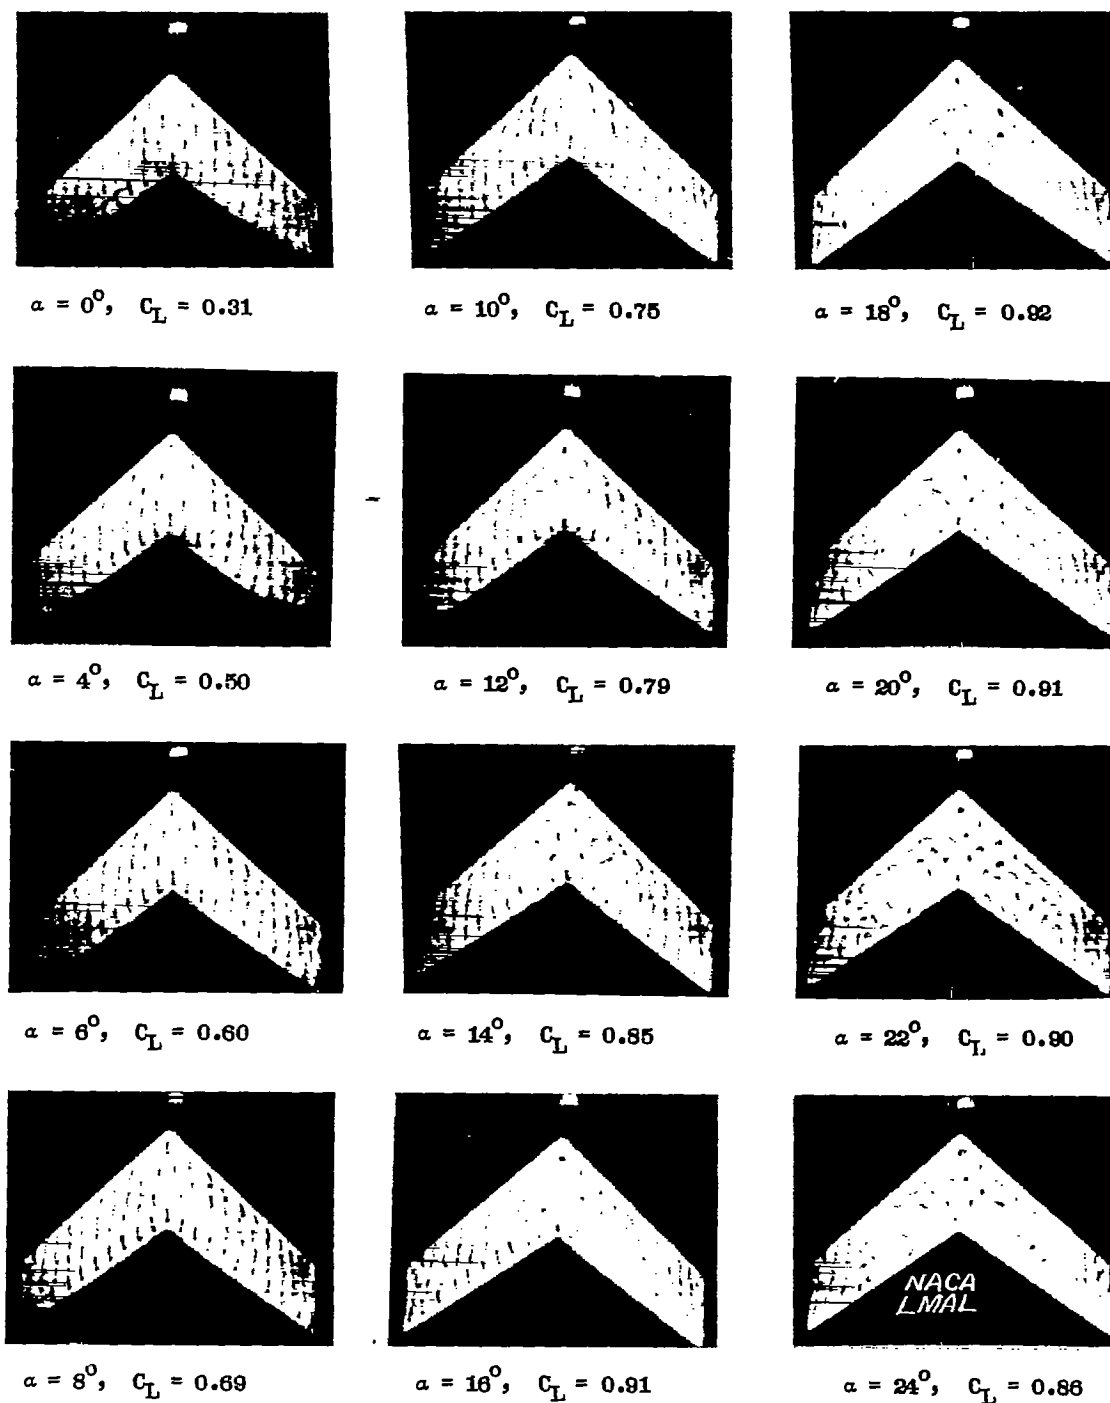 α = 0°, C_L = 0.31
α = 10°, C_L = 0.75
α = 18°, C_L = 0.92
α = 4°, C_L = 0.50
α = 12°, C_L = 0.79
α = 20°, C_L = 0.91
α = 6°, C_L = 0.60
α = 14°, C_L = 0.85
α = 22°, C_L = 0.90
NACA
LMAL
α = 8°, C_L = 0.69
α = 16°, C_L = 0.91
α = 24°, C_L = 0.86